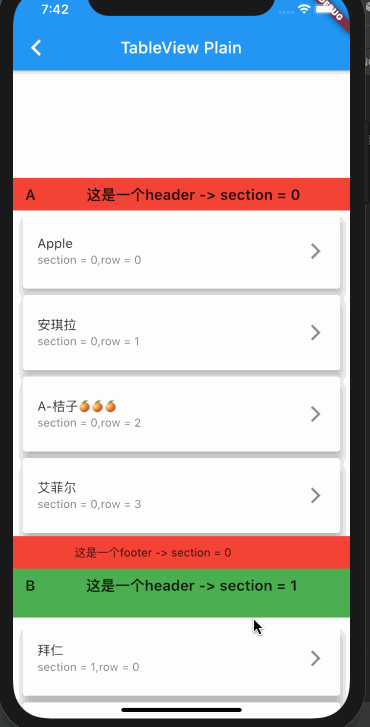 7:42
DEBUG
TableView Plain
A 这是一个header -> section = 0
Apple
section = 0,row = 0
安琪拉
section = 0,row = 1
A-桔子🍊🍊🍊
section = 0,row = 2
艾菲尔
section = 0,row = 3
这是一个footer -> section = 0
B 这是一个header -> section = 1
拜仁
section = 1,row = 0